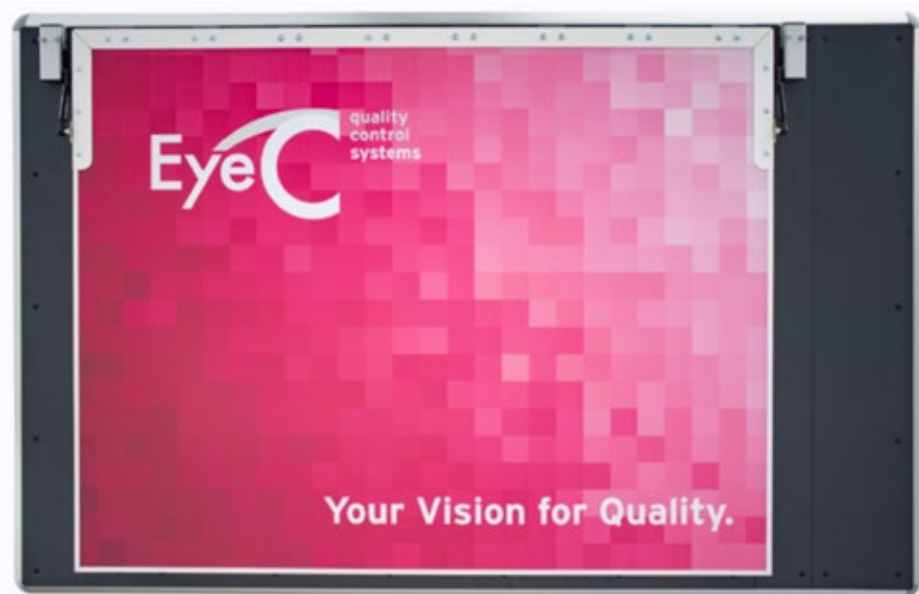 EyeC
quality
control
systems
Your Vision for Quality.